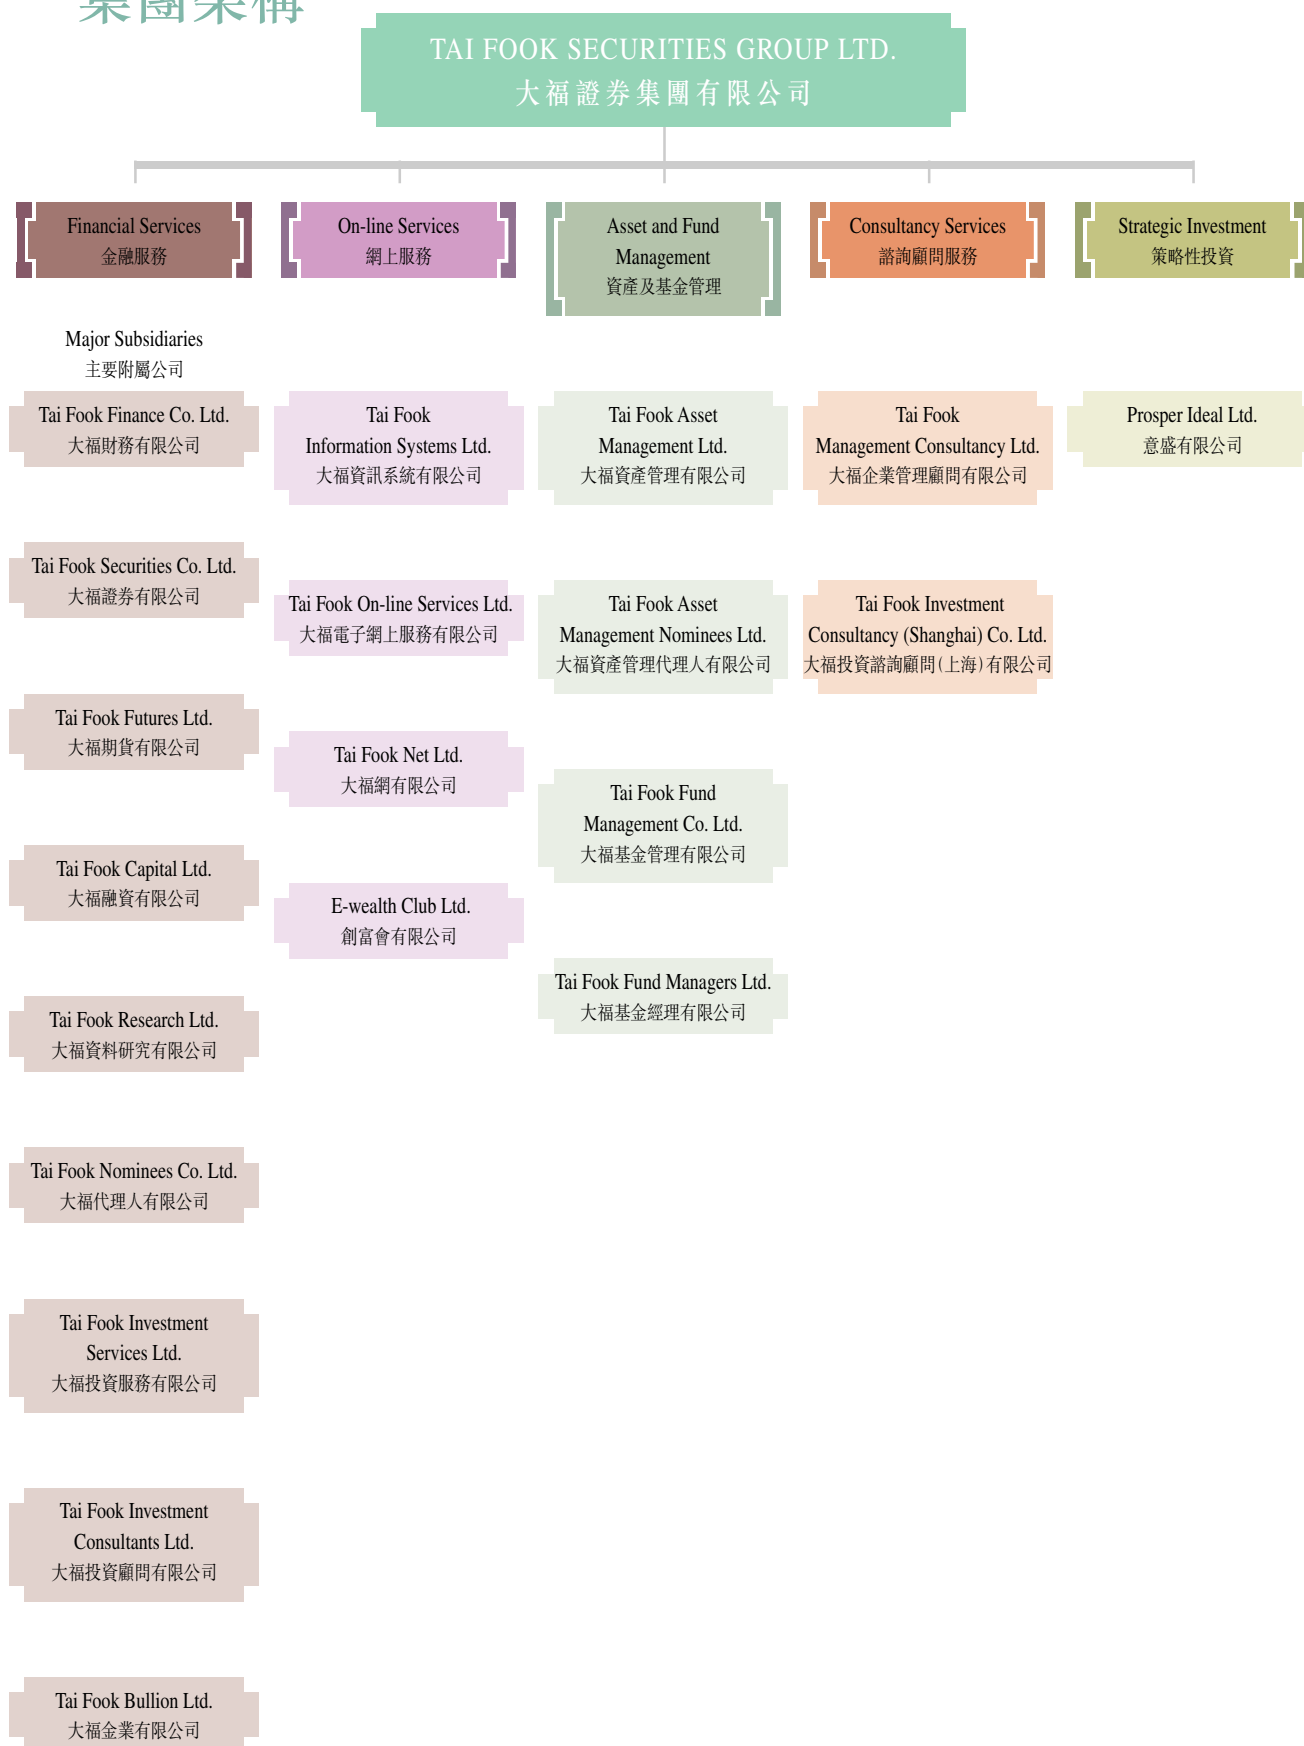 集團架構
TAI FOOK SECURITIES GROUP LTD.
大福證券集團有限公司
Financial Services
金融服務
On-line Services
網上服務
Asset and Fund
Management
資產及基金管理
Consultancy Services
諮詢顧問服務
Strategic Investment
策略性投資
Major Subsidiaries
主要附屬公司
Tai Fook Finance Co. Ltd.
大福財務有限公司
Tai Fook Securities Co. Ltd.
大福證券有限公司
Tai Fook Futures Ltd.
大福期貨有限公司
Tai Fook Capital Ltd.
大福融資有限公司
Tai Fook Research Ltd.
大福資料研究有限公司
Tai Fook Nominees Co. Ltd.
大福代理人有限公司
Tai Fook Investment
Services Ltd.
大福投資服務有限公司
Tai Fook Investment
Consultants Ltd.
大福投資顧問有限公司
Tai Fook Bullion Ltd.
大福金業有限公司
Tai Fook
Information Systems Ltd.
大福資訊系統有限公司
Tai Fook On-line Services Ltd.
大福電子網上服務有限公司
Tai Fook Net Ltd.
大福網有限公司
E-wealth Club Ltd.
創富會有限公司
Tai Fook Asset
Management Ltd.
大福資產管理有限公司
Tai Fook Asset
Management Nominees Ltd.
大福資產管理代理人有限公司
Tai Fook Fund
Management Co. Ltd.
大福基金管理有限公司
Tai Fook Fund Managers Ltd.
大福基金經理有限公司
Tai Fook
Management Consultancy Ltd.
大福企業管理顧問有限公司
Tai Fook Investment
Consultancy (Shanghai) Co. Ltd.
大福投資諮詢顧問(上海)有限公司
Prosper Ideal Ltd.
意盛有限公司